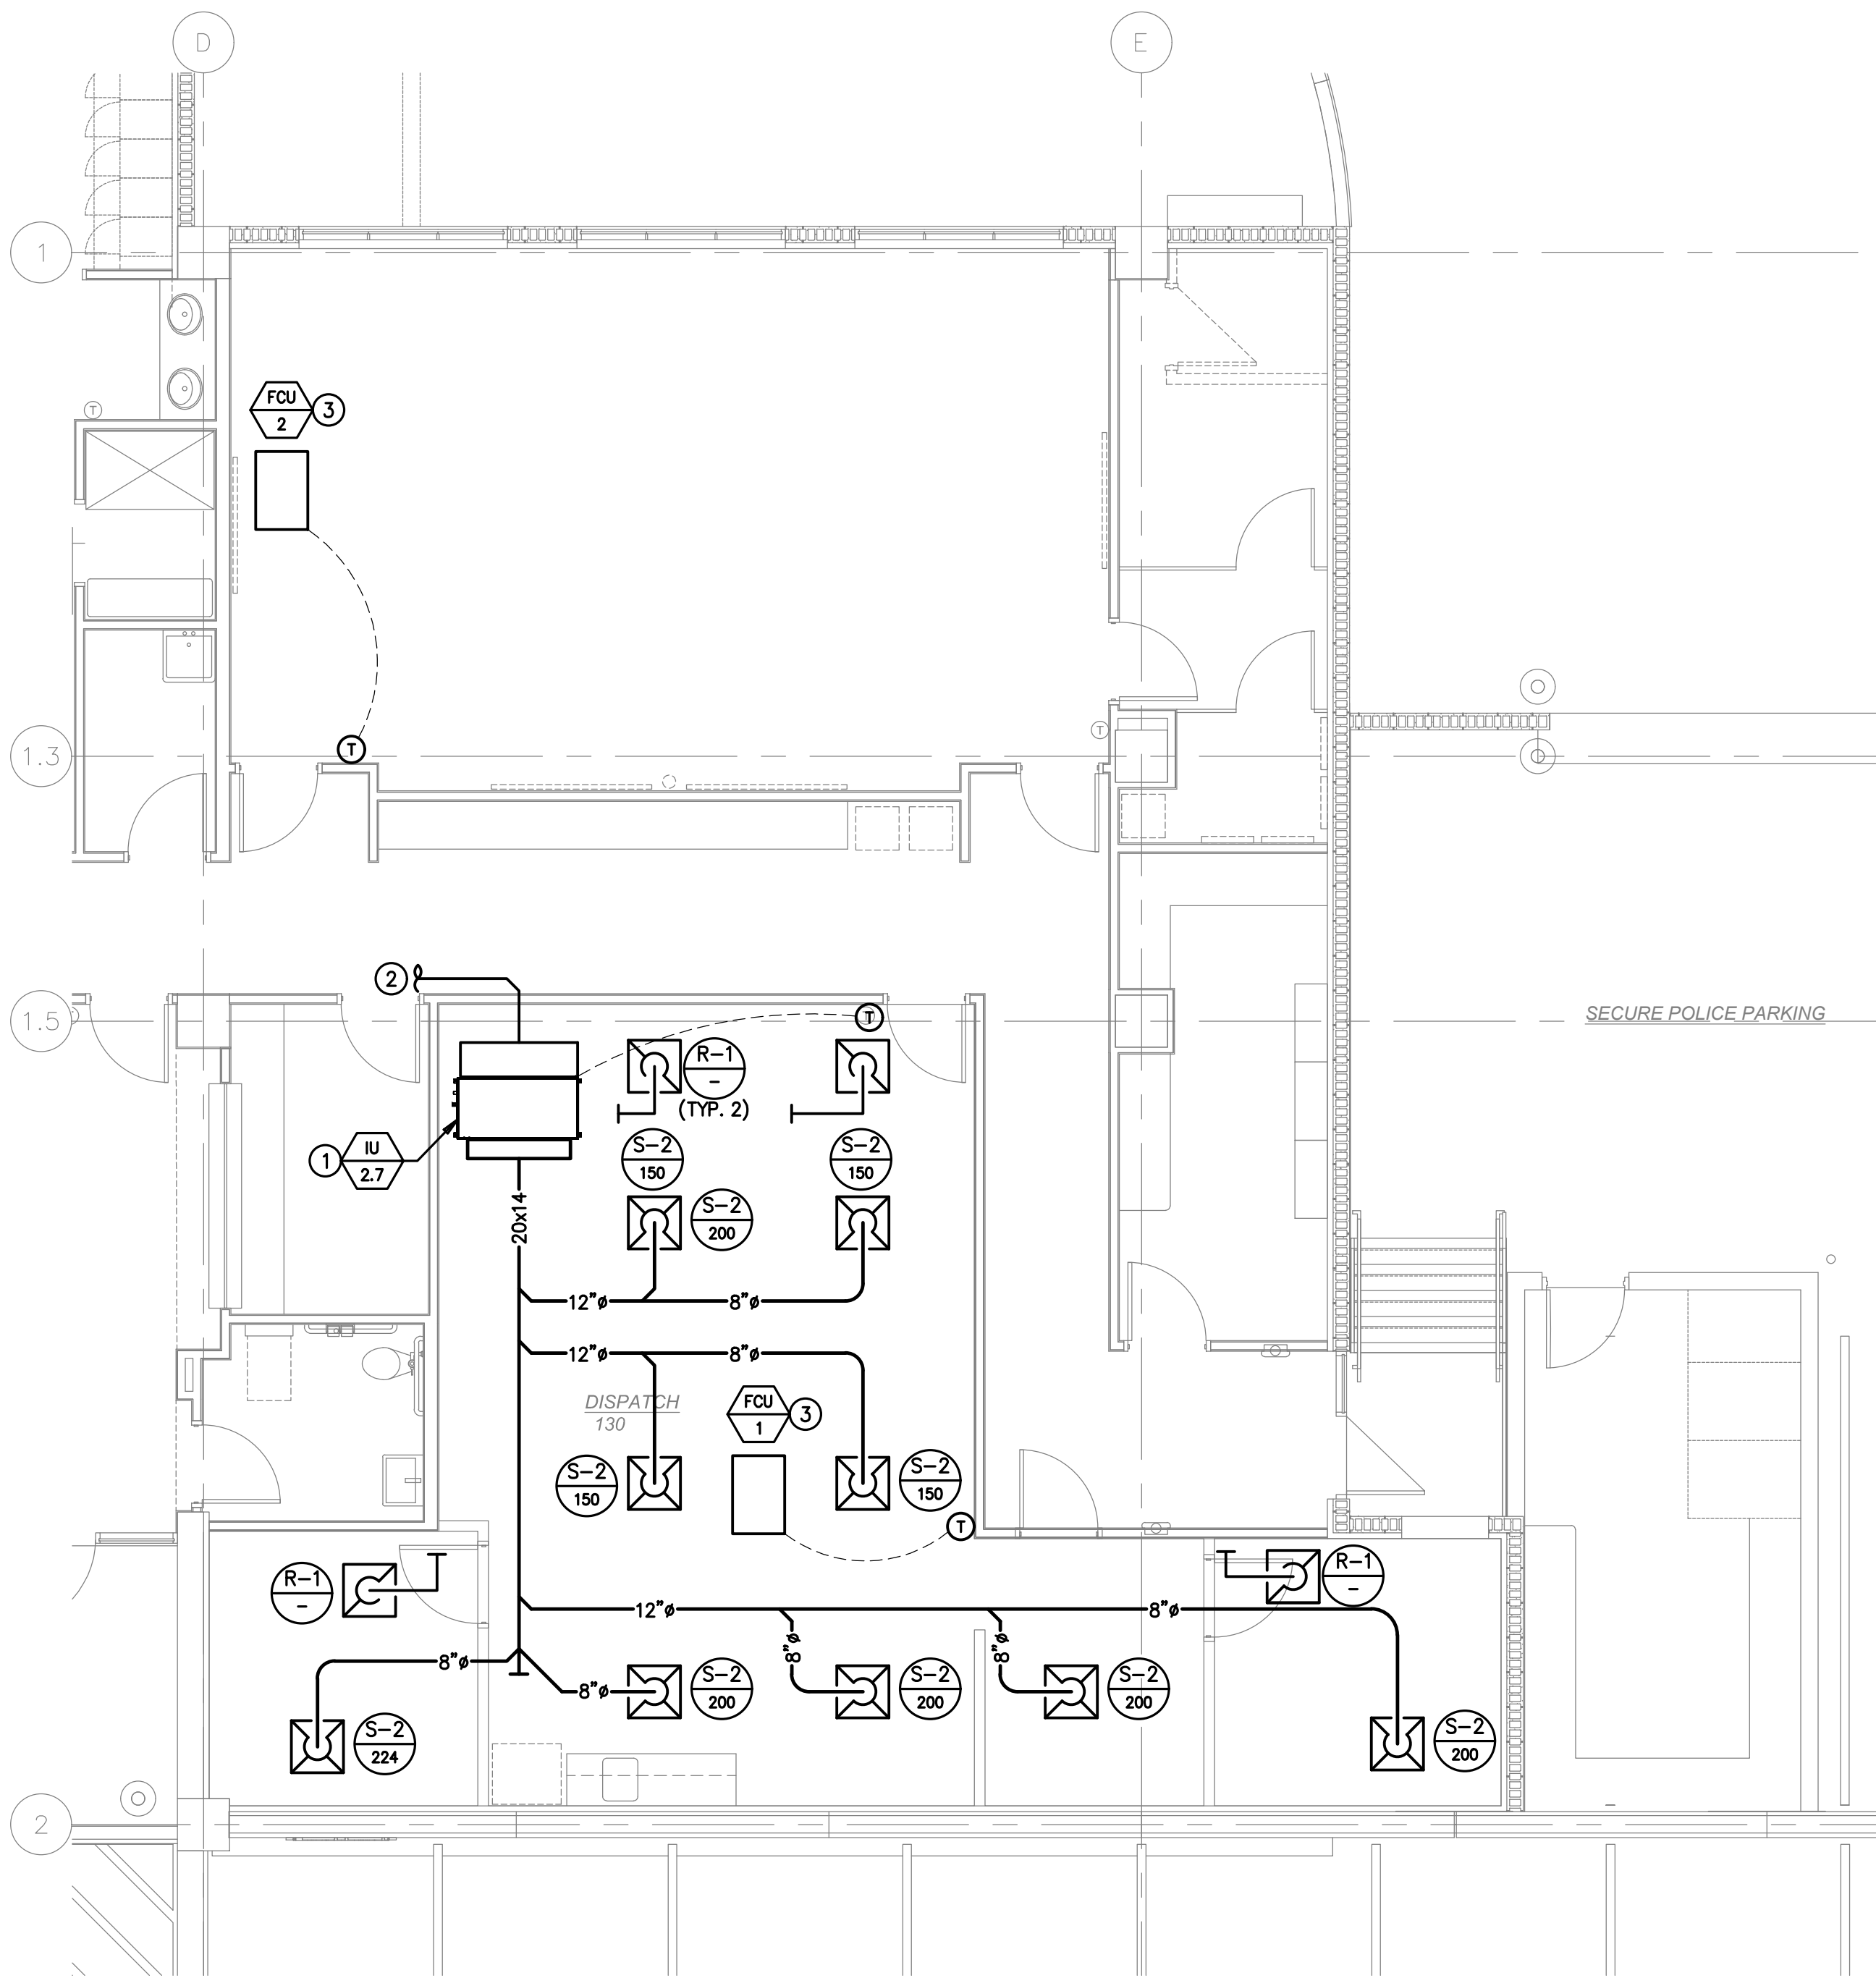 D
E
1
FCU
2
3
T
T
1.3
T
2
1.5
T
SECURE POLICE PARKING
R-1
-
(TYP. 2)
1
IU
2.7
S-2
150
S-2
150
20x14
S-2
200
12"ø
8"ø
12"ø
8"ø
DISPATCH
130
FCU
1
3
S-2
150
S-2
150
T
R-1
-
R-1
-
12"ø
8"ø
8"ø
8"ø
8"ø
8"ø
S-2
200
S-2
200
S-2
200
S-2
224
S-2
200
2